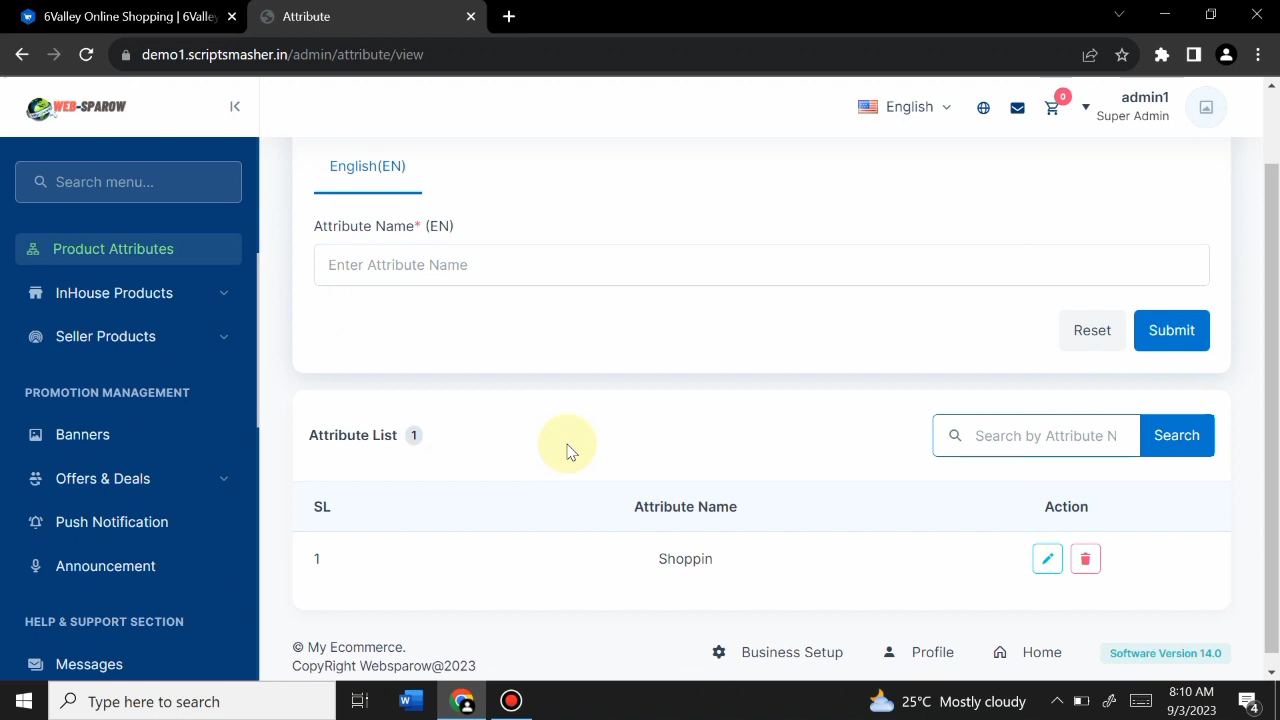 6Valley Online Shopping | 6Valley
Attribute
demo1.scriptsmasher.in/admin/attribute/view
WEB-SPAROW
English
0
admin1
Super Admin
Search menu...
Product Attributes
InHouse Products
Seller Products
PROMOTION MANAGEMENT
Banners
Offers & Deals
Push Notification
Announcement
HELP & SUPPORT SECTION
Messages
English(EN)
Attribute Name* (EN)
Enter Attribute Name
Reset
Submit
Attribute List 1
Search by Attribute N
Search
SL
Attribute Name
Action
1
Shoppin
© My Ecommerce.
CopyRight Websparow@2023
Business Setup
Profile
Home
Software Version 14.0
Type here to search
25°C Mostly cloudy
8:10 AM
9/3/2023
4